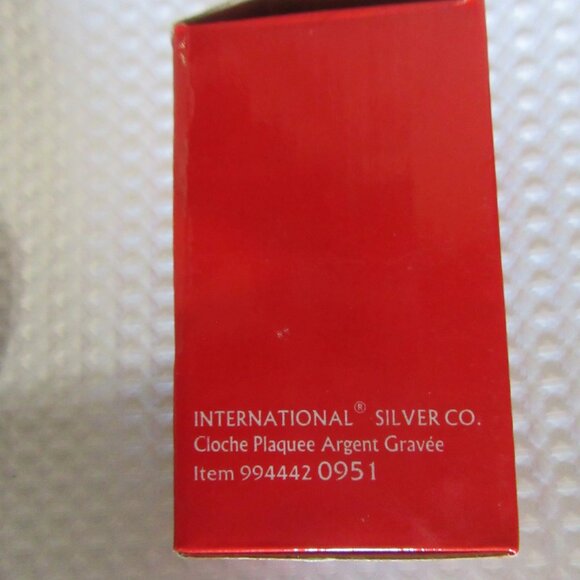 INTERNATIONAL® SILVER CO.
Cloche Plaquee Argent Gravée
Item 994442 0951